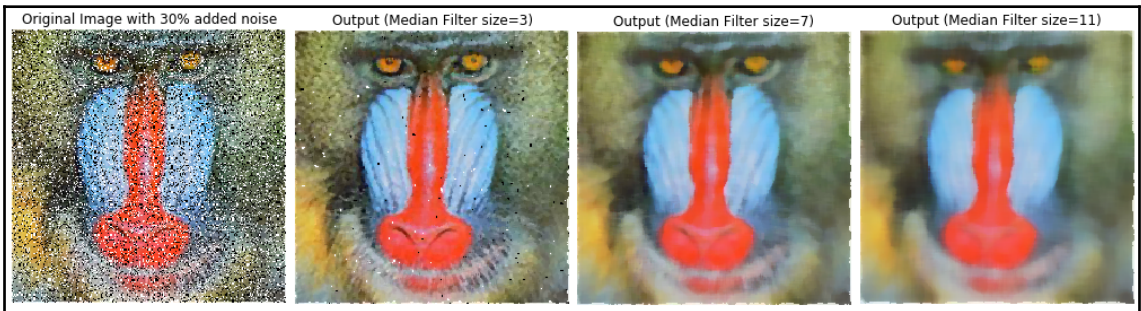 Original Image with 30% added noise
Output (Median Filter size=3)
Output (Median Filter size=7)
Output (Median Filter size=11)